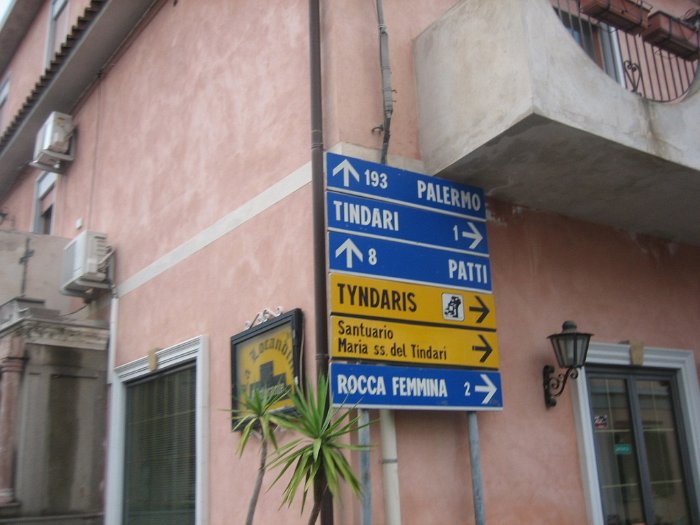 ↑ 193 PALERMO
TINDARI 1 →
↑ 8 PATTI
TYNDARIS →
Santuario
Maria ss. del Tindari →
ROCCA FEMMINA 2 →